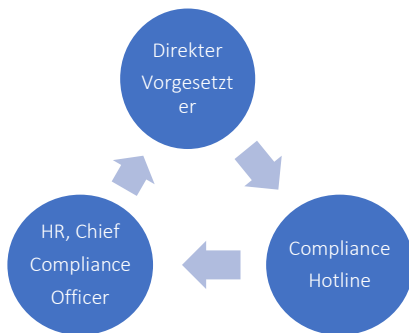 Direkter
Vorgesetzt
er
HR, Chief
Compliance
Officer
Compliance
Hotline